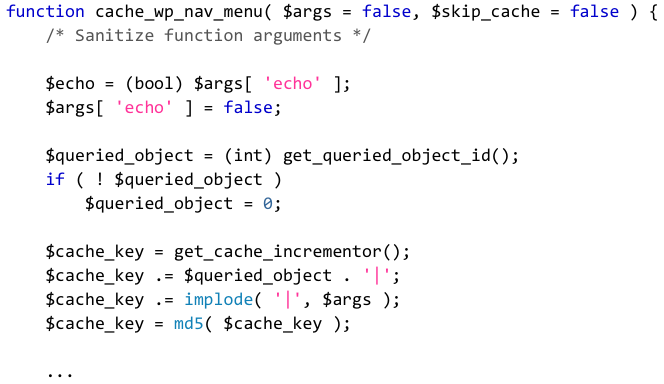 function cache_wp_nav_menu( $args = false, $skip_cache = false ) {
    /* Sanitize function arguments */

    $echo = (bool) $args[ 'echo' ];
    $args[ 'echo' ] = false;

    $queried_object = (int) get_queried_object_id();
    if ( ! $queried_object )
        $queried_object = 0;

    $cache_key = get_cache_incrementor();
    $cache_key .= $queried_object . '|';
    $cache_key .= implode( '|', $args );
    $cache_key = md5( $cache_key );

    ...